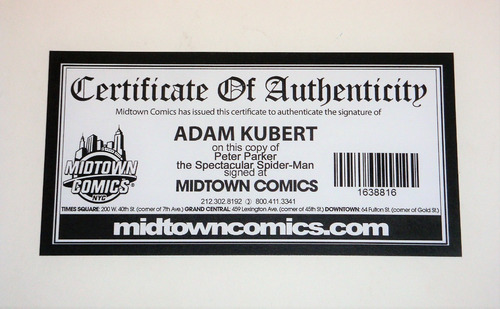 Certificate Of Authenticity
Midtown Comics has issued this certificate to authenticate the signature of
ADAM KUBERT
on this copy of
Peter Parker
the Spectacular Spider-Man
signed at
MIDTOWN COMICS
MIDTOWN
COMICS
NYC
1638816
212.302.8192 800.411.3341
TIMES SQUARE: 200 W. 40th St. (corner of 7th Ave.) GRAND CENTRAL: 459 Lexington Ave. (corner of 45th St.) DOWNTOWN: 64 Fulton St. (corner of Gold St.)
midtowncomics.com